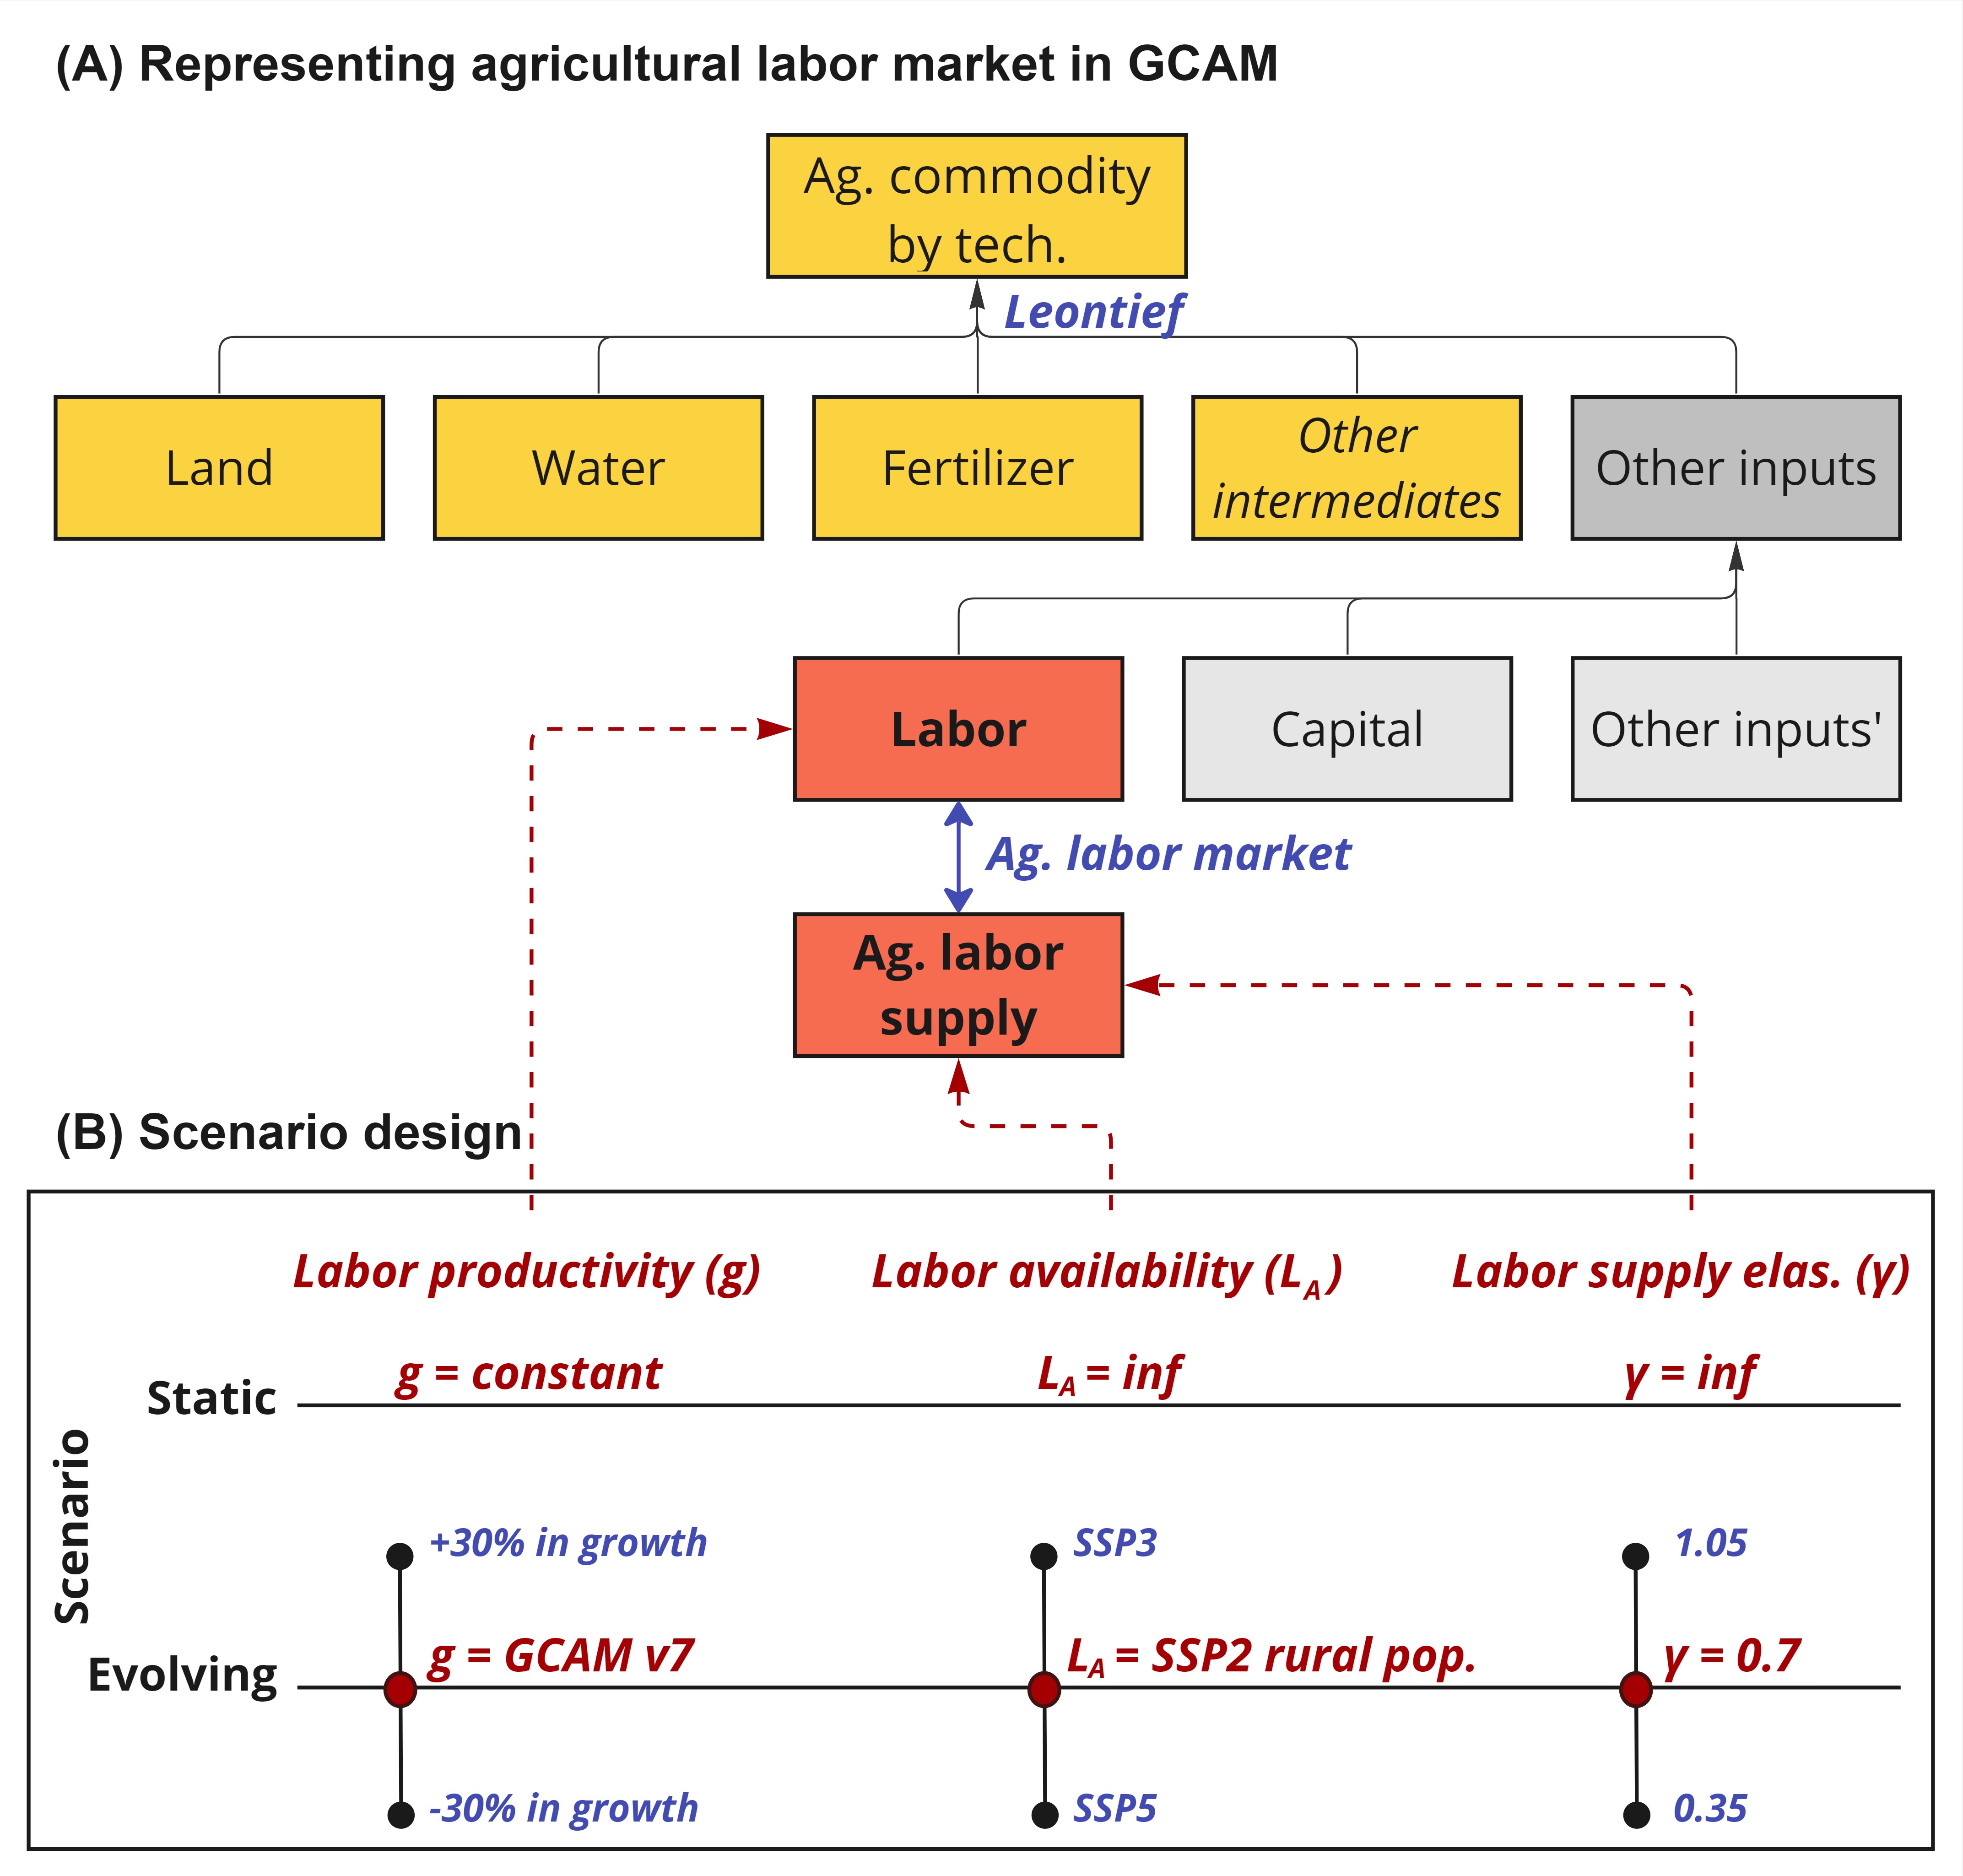 (A) Representing agricultural labor market in GCAM
Ag. commodity
by tech.
Leontief
Land
Water
Fertilizer
Other
intermediates
Other inputs
Labor
Capital
Other inputs'
Ag. labor market
Ag. labor
supply
(B) Scenario design
Labor productivity (g)
Labor availability (L_A)
Labor supply elas. (γ)
Scenario
Static
g = constant
L_A = inf
γ = inf
+30% in growth
SSP3
1.05
Evolving
g = GCAM v7
L_A = SSP2 rural pop.
γ = 0.7
-30% in growth
SSP5
0.35